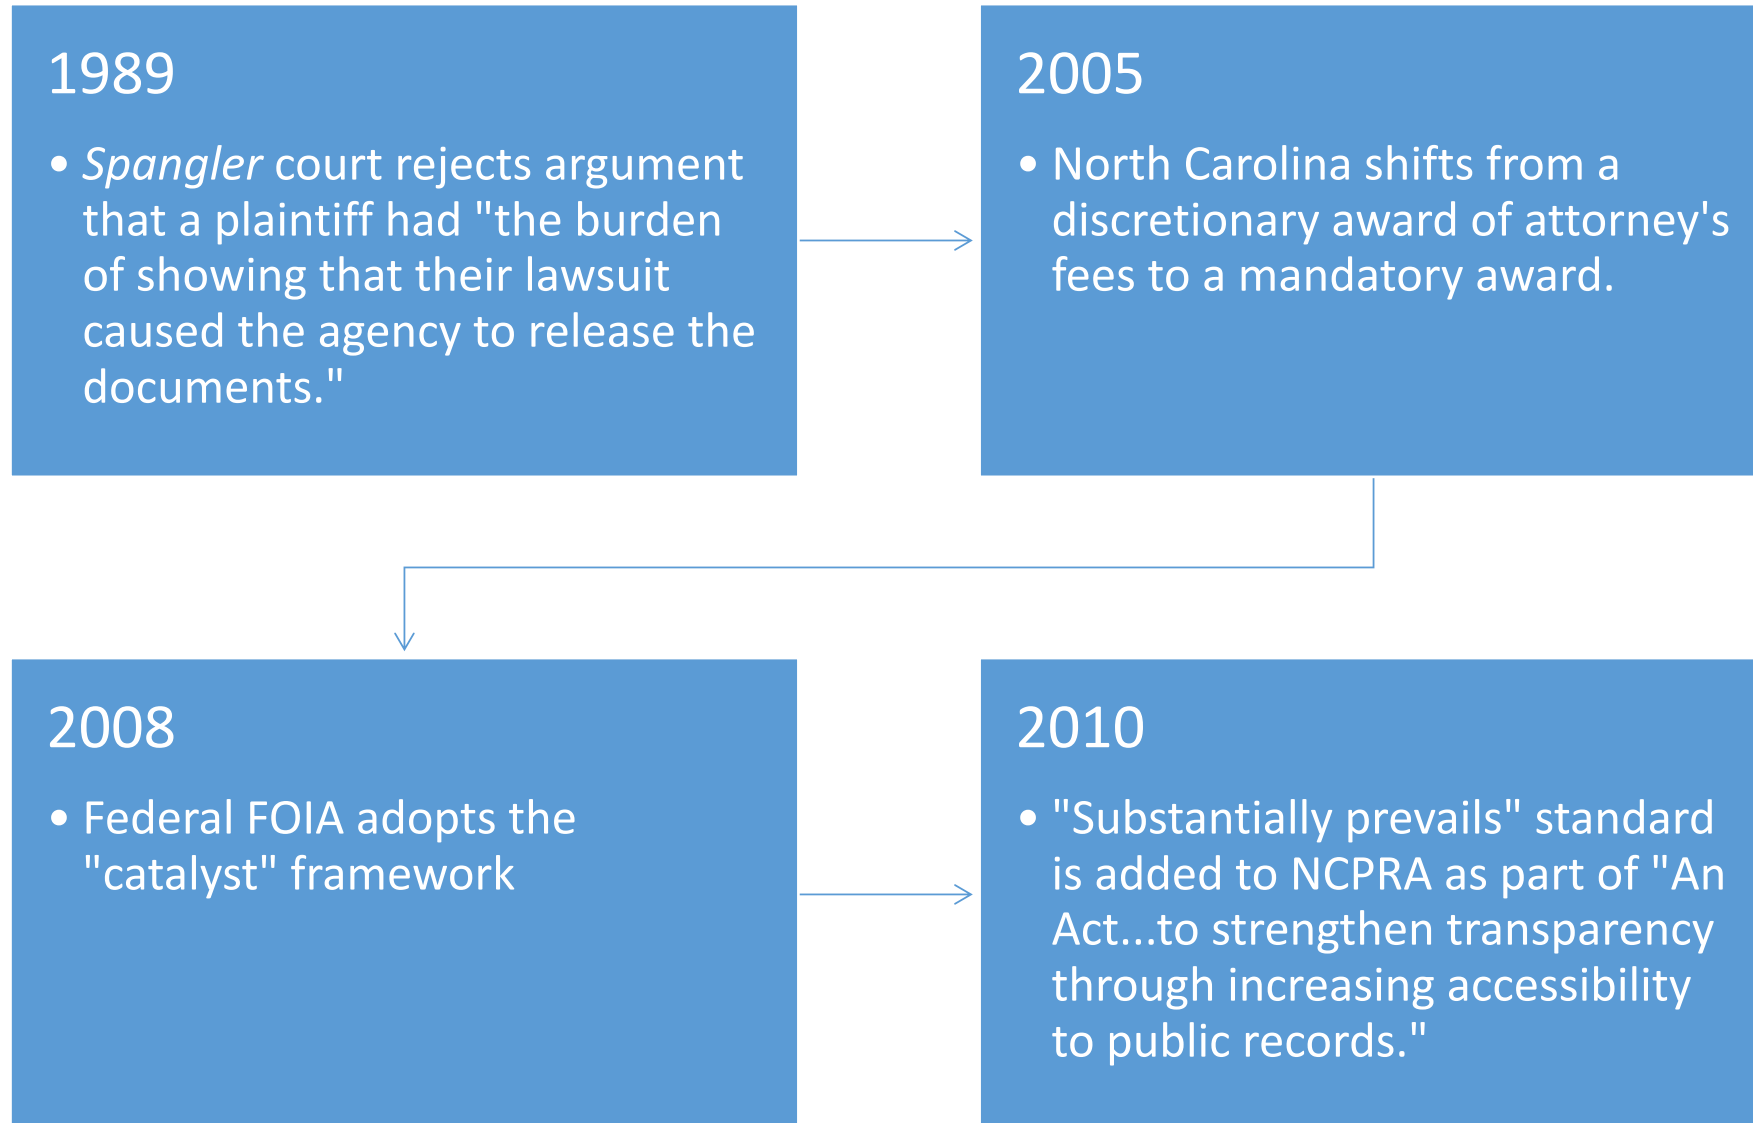 1989
• Spangler court rejects argument
that a plaintiff had "the burden
of showing that their lawsuit
caused the agency to release the
documents."
2005
• North Carolina shifts from a
discretionary award of attorney's
fees to a mandatory award.
2008
• Federal FOIA adopts the
"catalyst" framework
2010
• "Substantially prevails" standard
is added to NCPRA as part of "An
Act...to strengthen transparency
through increasing accessibility
to public records."